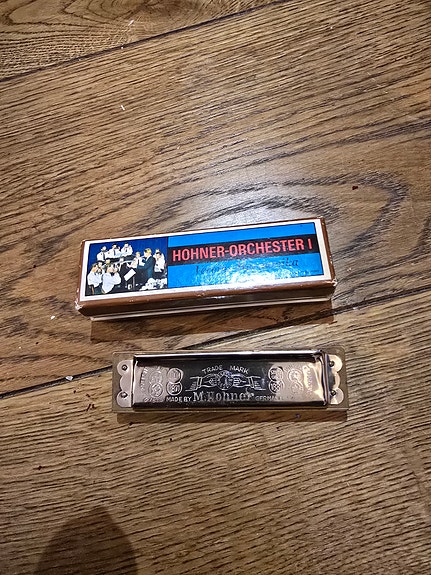 HOHNER-ORCHESTER I
TRADE MARK
MADE BY M. Hohner GERMANY